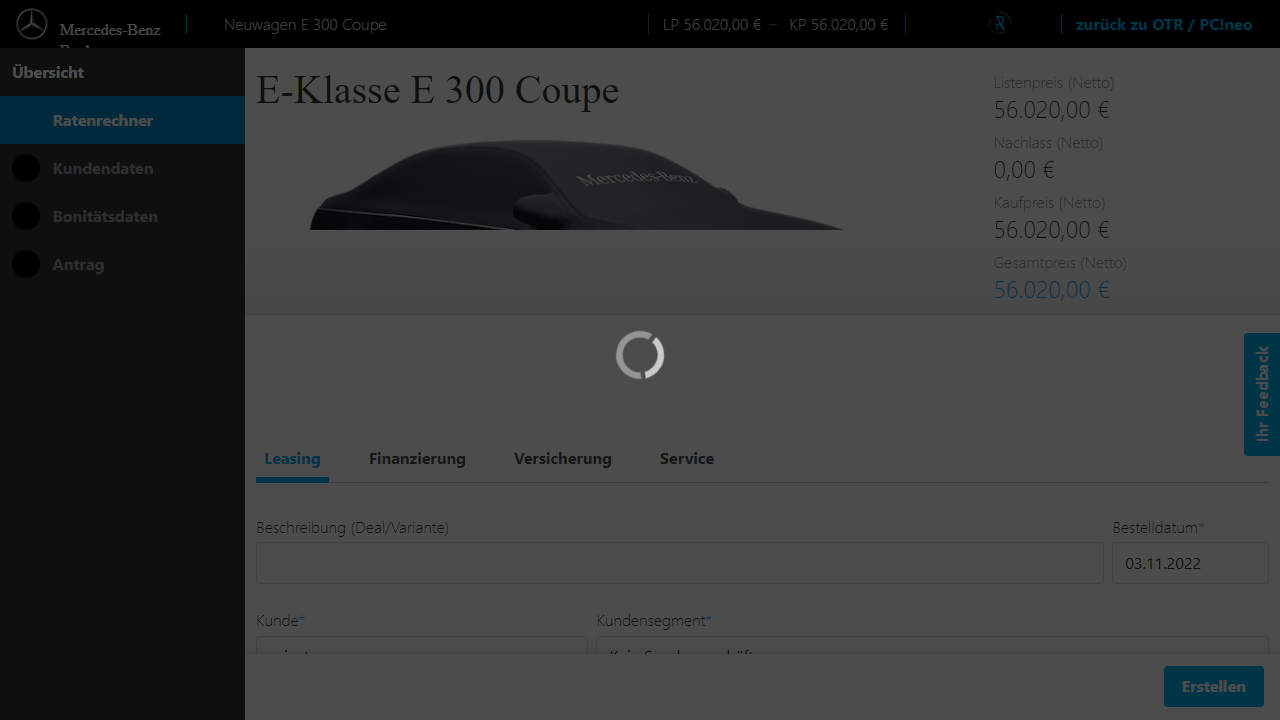 Mercedes-Benz
Neuwagen E 300 Coupe
LP 56.020,00 € – KP 56.020,00 €
zurück zu OTR / PC!neo
Übersicht
Ratenrechner
Kundendaten
Bonitätsdaten
Antrag
E-Klasse E 300 Coupe
Mercedes-Benz
Listenpreis (Netto)
56.020,00 €
Nachlass (Netto)
0,00 €
Kaufpreis (Netto)
56.020,00 €
Gesamtpreis (Netto)
56.020,00 €
Ihr Feedback
Leasing Finanzierung Versicherung Service
Beschreibung (Deal/Variante)
Bestelldatum*
03.11.2022
Kunde*
Kundensegment*
Erstellen